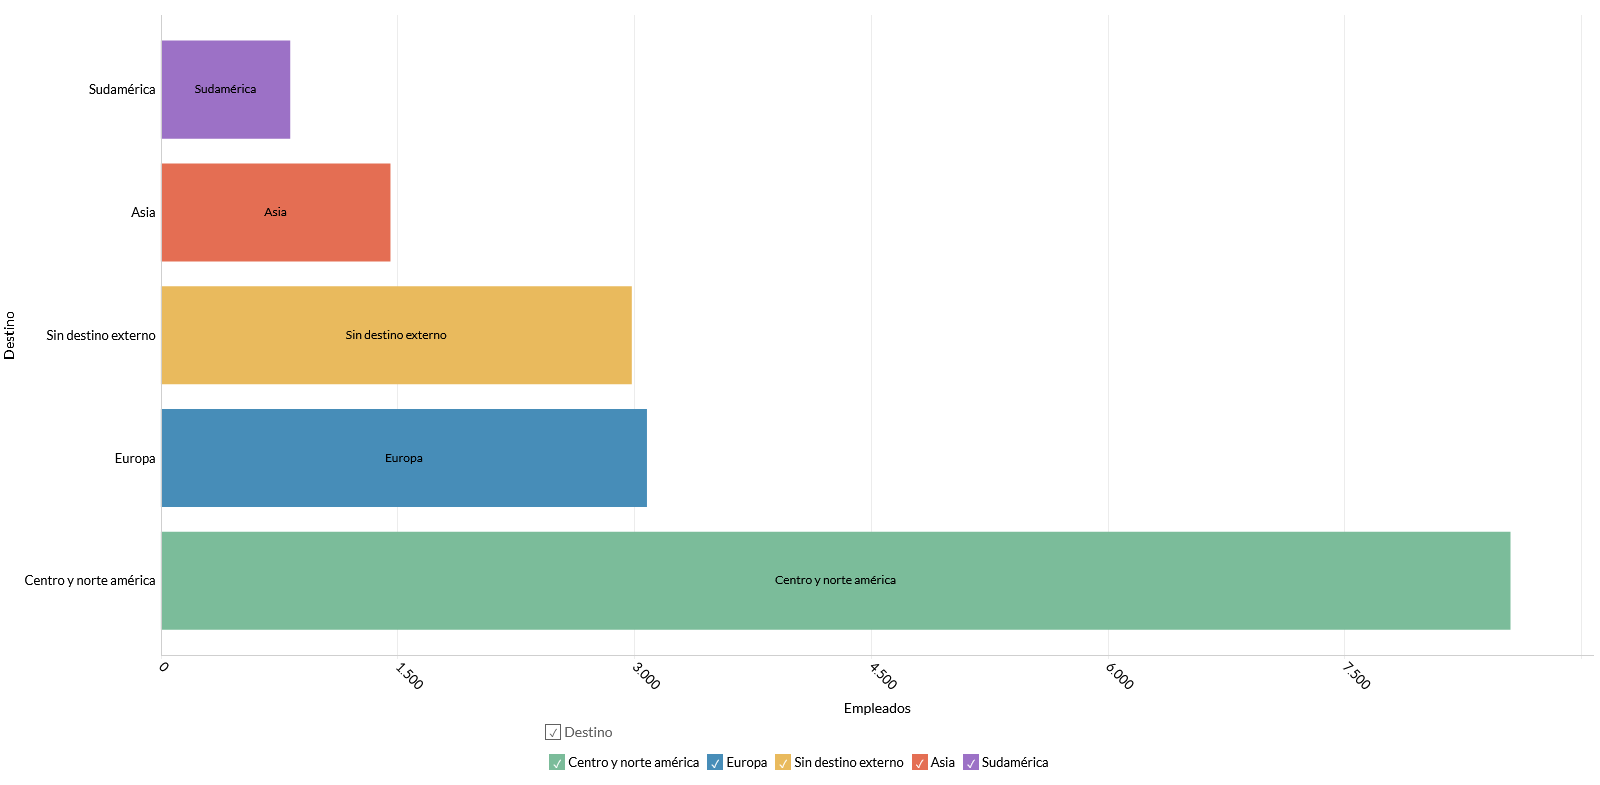 Sudamérica
Sudamérica
Asia
Asia
Sin destino externo
Sin destino externo
Destino
Europa
Europa
Centro y norte américa
Centro y norte américa
0 1.500 3.000 4.500 6.000 7.500
Empleados
Destino
Centro y norte américa Europa Sin destino externo Asia Sudamérica